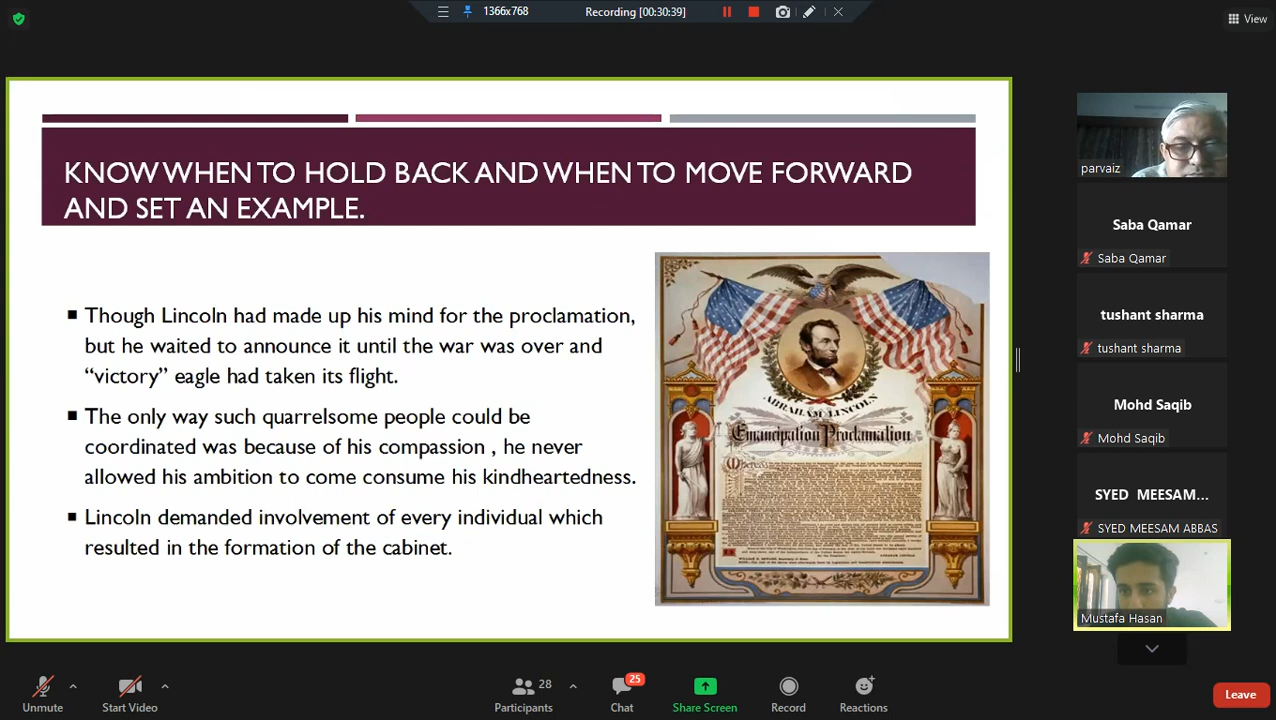 1366x768
Recording [00:30:39]
View
KNOW WHEN TO HOLD BACK AND WHEN TO MOVE FORWARD
AND SET AN EXAMPLE.
■ Though Lincoln had made up his mind for the proclamation,
but he waited to announce it until the war was over and
“victory” eagle had taken its flight.
■ The only way such quarrelsome people could be
coordinated was because of his compassion , he never
allowed his ambition to come consume his kindheartedness.
■ Lincoln demanded involvement of every individual which
resulted in the formation of the cabinet.
ABRAHAM LINCOLN
Emancipation Proclamation
Whereas
parvaiz
Saba Qamar
Saba Qamar
tushant sharma
tushant sharma
Mohd Saqib
Mohd Saqib
SYED MEESAM...
SYED MEESAM ABBAS
Mustafa Hasan
Unmute
Start Video
28
Participants
25
Chat
Share Screen
Record
Reactions
Leave